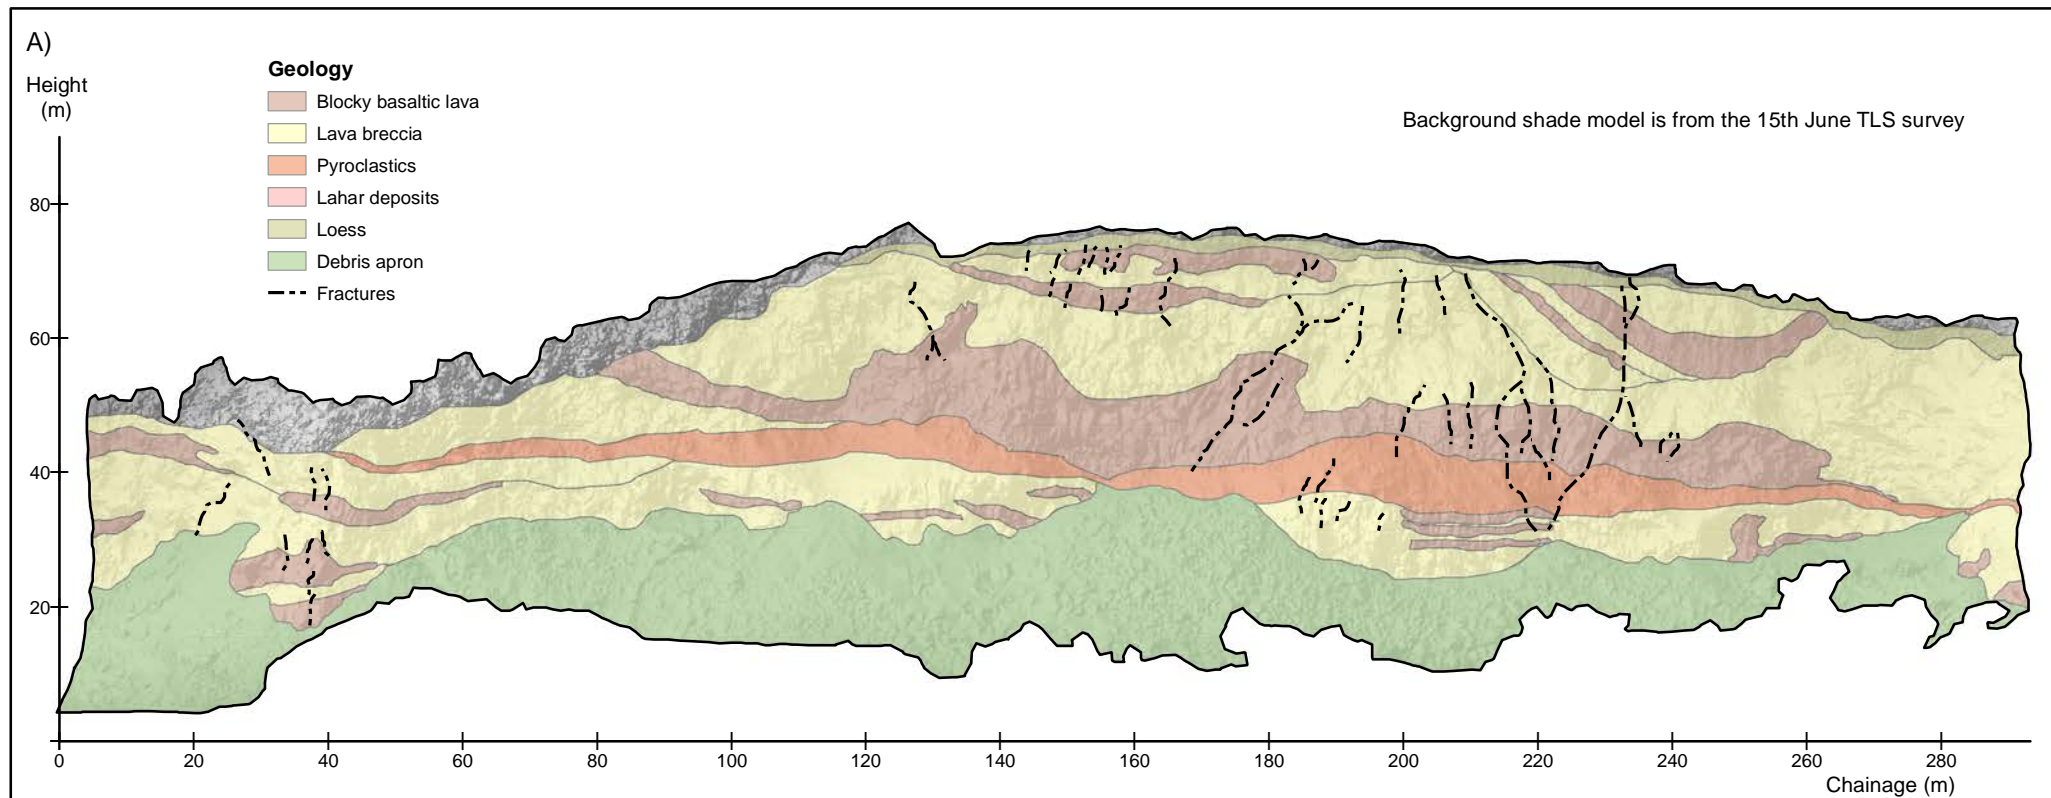 A)
Height
(m)
Geology
Blocky basaltic lava
Lava breccia
Pyroclastics
Lahar deposits
Loess
Debris apron
Fractures
Background shade model is from the 15th June TLS survey
80
60
40
20
0 20 40 60 80 100 120 140 160 180 200 220 240 260 280
Chainage (m)